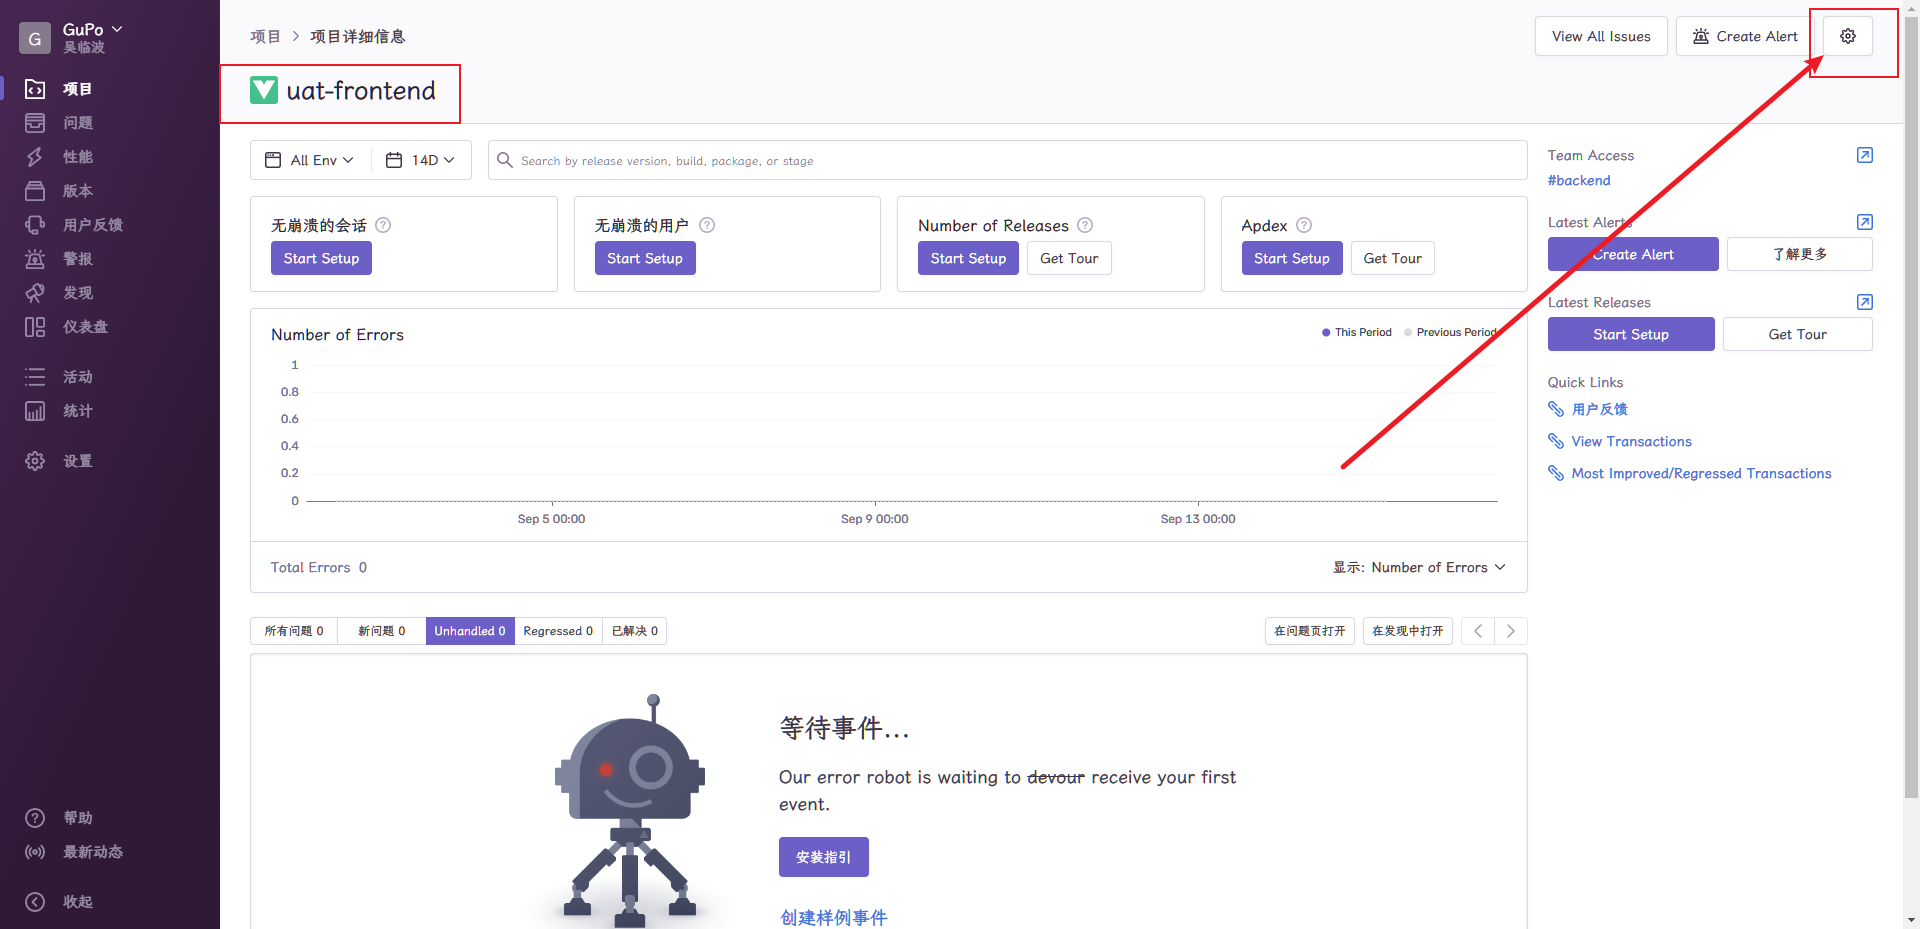 G
GuPo
吴临波
项目
问题
性能
版本
用户反馈
警报
发现
仪表盘
活动
统计
设置
帮助
最新动态
收起
项目 > 项目详细信息
View All Issues
Create Alert
uat-frontend
All Env
14D
Search by release version, build, package, or stage
无崩溃的会话 ?
Start Setup
无崩溃的用户 ?
Start Setup
Number of Releases ?
Start Setup
Get Tour
Apdex ?
Start Setup
Get Tour
Number of Errors
This Period
Previous Period
1
0.8
0.6
0.4
0.2
0
Sep 5 00:00
Sep 9 00:00
Sep 13 00:00
Total Errors 0
显示: Number of Errors
所有问题 0
新问题 0
Unhandled 0
Regressed 0
已解决 0
在问题页打开
在发现中打开
等待事件...
Our error robot is waiting to devour receive your first
event.
安装指引
创建样例事件
Team Access
#backend
Latest Alerts
Create Alert
了解更多
Latest Releases
Start Setup
Get Tour
Quick Links
用户反馈
View Transactions
Most Improved/Regressed Transactions